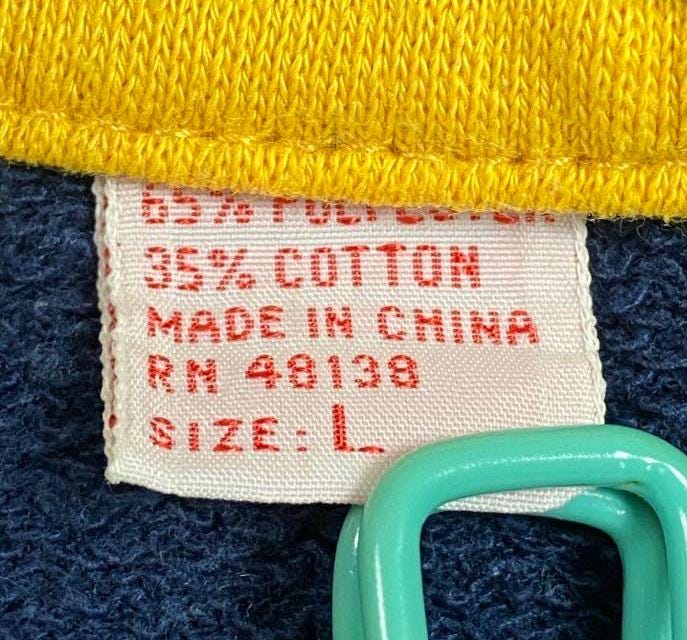 65% POLYESTER
35% COTTON
MADE IN CHINA
RN 48138
SIZE: L